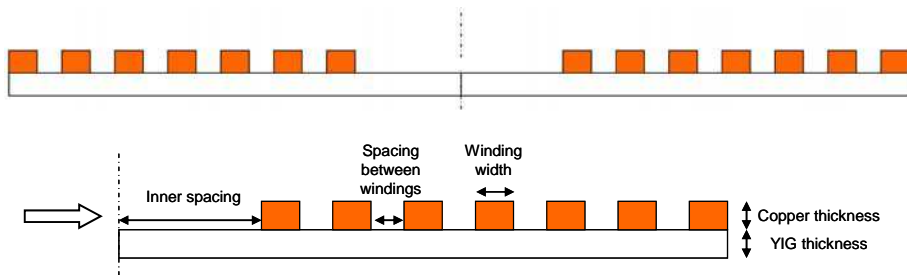 Spacing
between
windings
Winding
width
Inner spacing
Copper thickness
YIG thickness